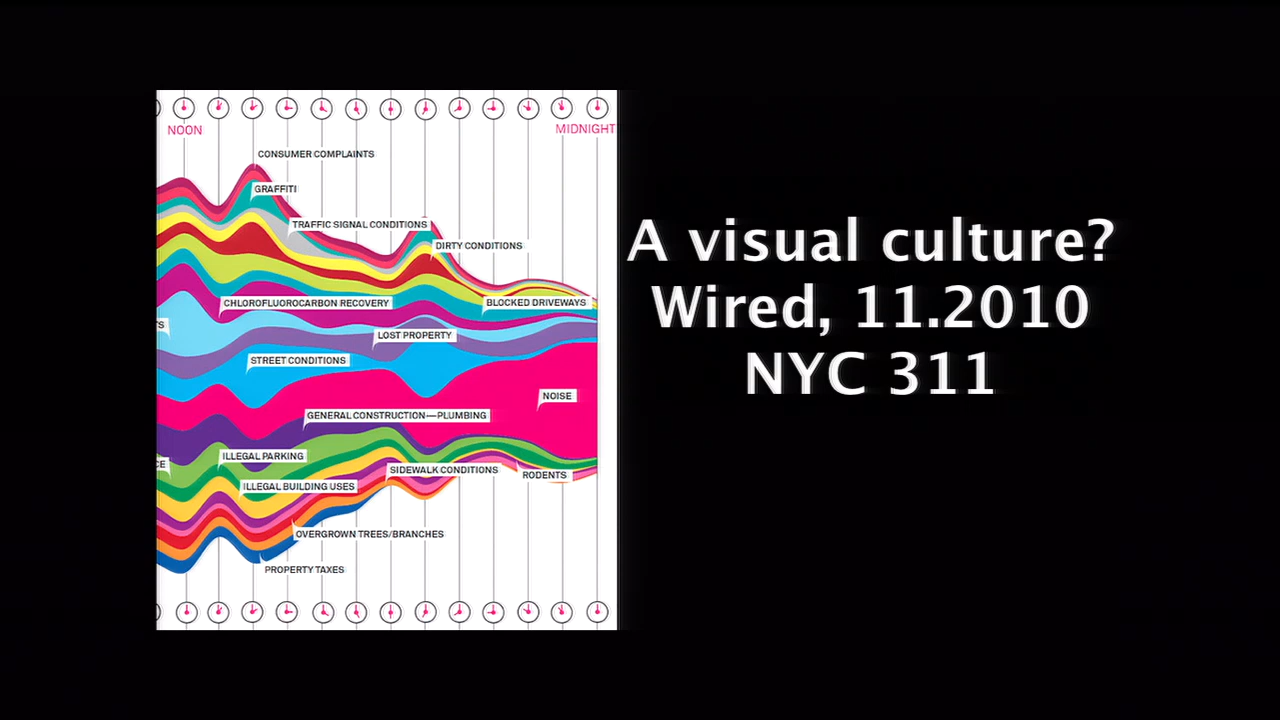 NOON
MIDNIGHT
CONSUMER COMPLAINTS
GRAFFITI
TRAFFIC SIGNAL CONDITIONS
DIRTY CONDITIONS
CHLOROFLUOROCARBON RECOVERY
BLOCKED DRIVEWAYS
TS
LOST PROPERTY
STREET CONDITIONS
NOISE
GENERAL CONSTRUCTION—PLUMBING
ILLEGAL PARKING
CE
SIDEWALK CONDITIONS
RODENTS
ILLEGAL BUILDING USES
OVERGROWN TREES/BRANCHES
PROPERTY TAXES
A visual culture?
Wired, 11.2010
NYC 311